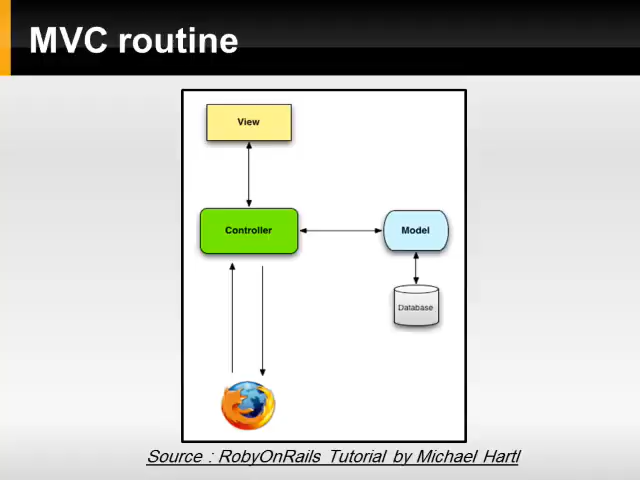 MVC routine
View
Controller
Model
Database
Source : RobyOnRails Tutorial by Michael Hartl